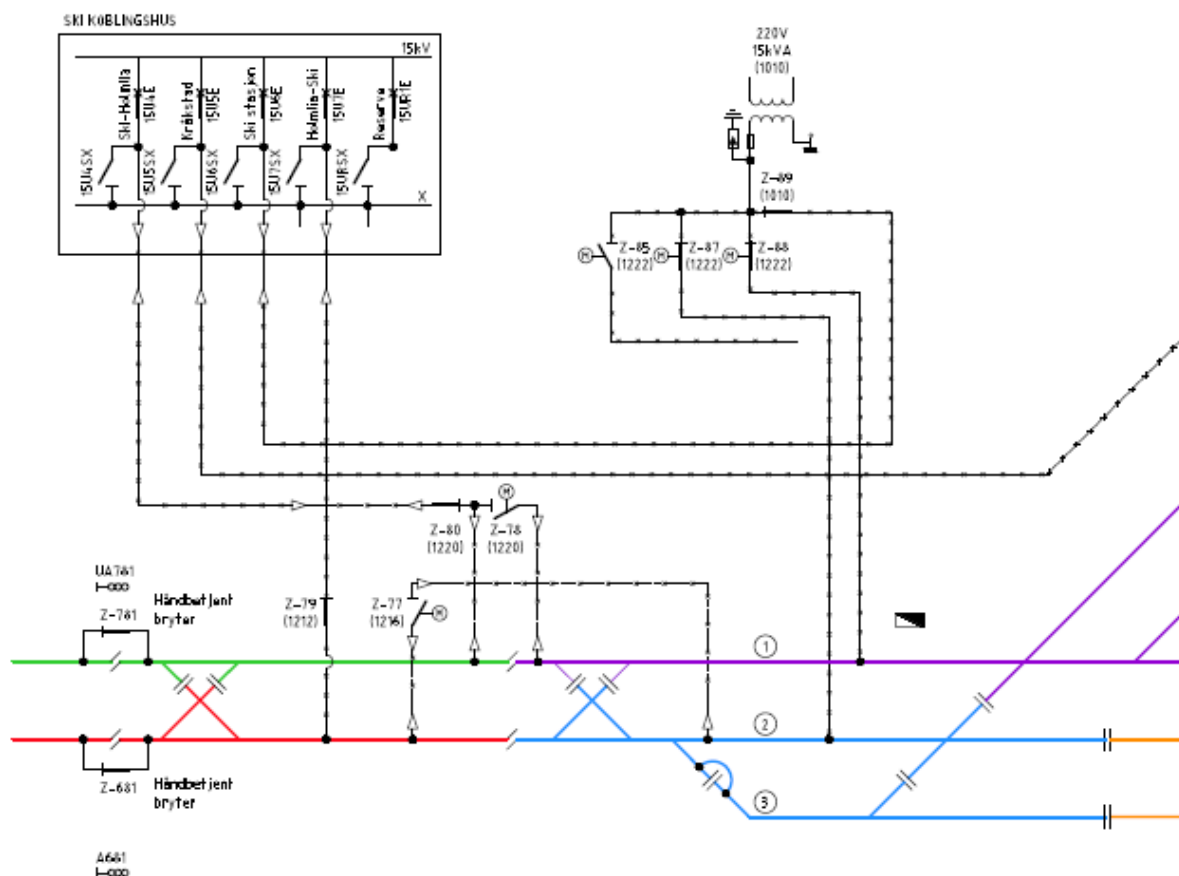 SKI KOBLINGSHUS
15kV
Ski-Holmlia
15U4E
Kråkstad
15U5E
Ski stasjon
15U6E
Holmlia-Ski
15U7E
Reserve
15UR1E
15U4SX
15U5SX
15U6SX
15U7SX
15URSX
X
220V
15kVA
(1010)
Z-89
(1010)
M
Z-85
(1222)
M
Z-87
(1222)
M
Z-88
(1222)
M
Z-80
(1220)
Z-78
(1220)
UA781
Z-781
Håndbetjent
bryter
Z-79
(1212)
Z-77
(1216)
M
1
2
3
Z-681
Håndbetjent
bryter
A681